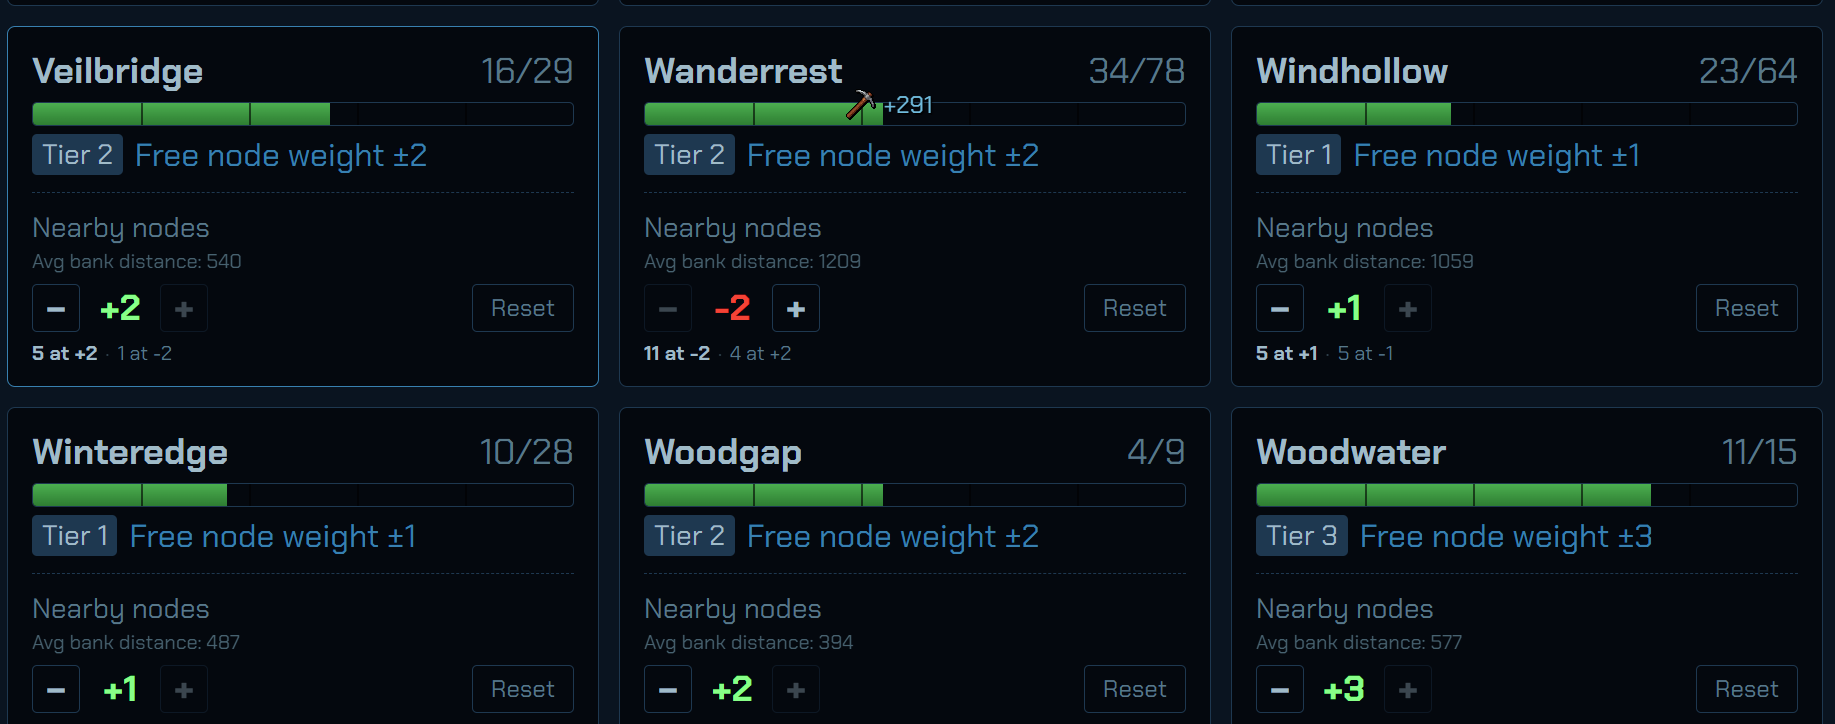 Veilbridge 16/29
Tier 2 Free node weight ±2
Nearby nodes
Avg bank distance: 540
− +2 + Reset
5 at +2 · 1 at -2
Wanderrest 34/78
+291
Tier 2 Free node weight ±2
Nearby nodes
Avg bank distance: 1209
− -2 + Reset
11 at -2 · 4 at +2
Windhollow 23/64
Tier 1 Free node weight ±1
Nearby nodes
Avg bank distance: 1059
− +1 + Reset
5 at +1 · 5 at -1
Winteredge 10/28
Tier 1 Free node weight ±1
Nearby nodes
Avg bank distance: 487
− +1 + Reset
Woodgap 4/9
Tier 2 Free node weight ±2
Nearby nodes
Avg bank distance: 394
− +2 + Reset
Woodwater 11/15
Tier 3 Free node weight ±3
Nearby nodes
Avg bank distance: 577
− +3 + Reset